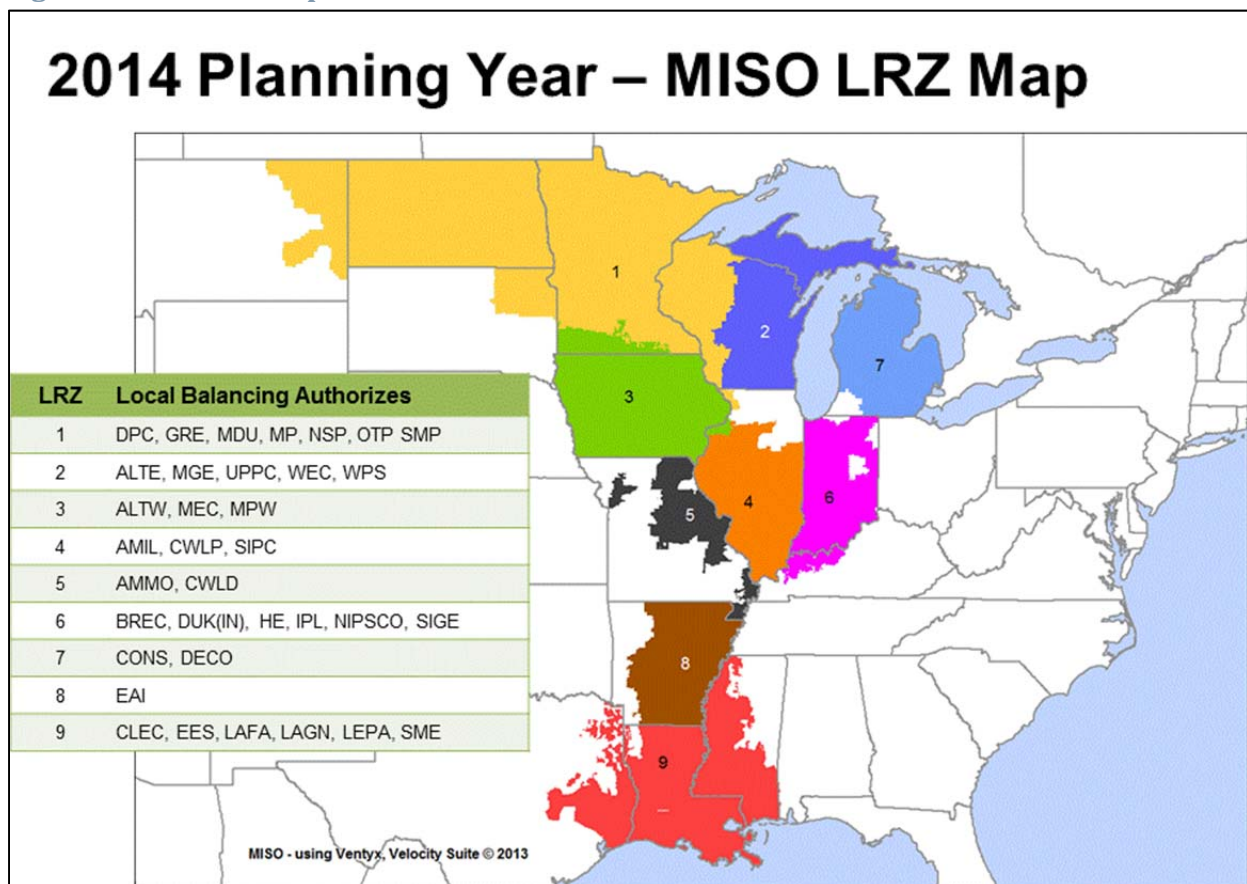 2014 Planning Year – MISO LRZ Map
1
2
7
3
4
6
5
8
9
LRZ Local Balancing Authorizes
1 DPC, GRE, MDU, MP, NSP, OTP SMP
2 ALTE, MGE, UPPC, WEC, WPS
3 ALTW, MEC, MPW
4 AMIL, CWLP, SIPC
5 AMMO, CWLD
6 BREC, DUK(IN), HE, IPL, NIPSCO, SIGE
7 CONS, DECO
8 EAI
9 CLEC, EES, LAFA, LAGN, LEPA, SME
MISO - using Ventyx, Velocity Suite © 2013